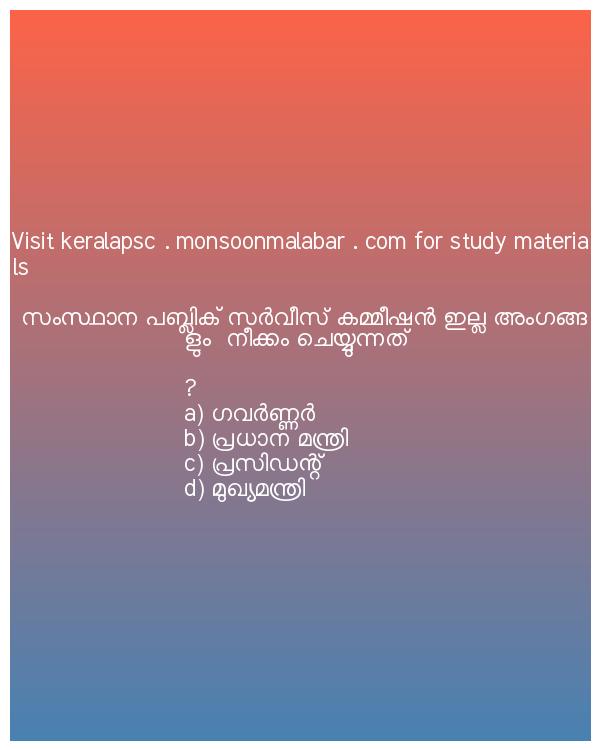 Visit keralapsc . monsoonmalabar . com for study materia
ls
സംസ്ഥാന പബ്ലിക് സർവീസ് കമ്മീഷൻ ഇല്ല അംഗങ്ങ
ളും നീക്കം ചെയ്യുന്നത്
?
a) ഗവർണ്ണർ
b) പ്രധാന മന്ത്രി
c) പ്രസിഡന്റ്
d) മുഖ്യമന്ത്രി